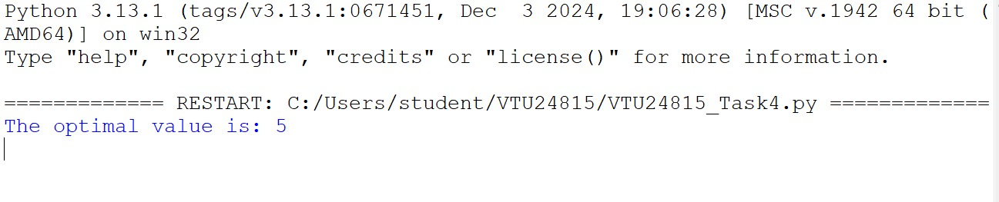 Python 3.13.1 (tags/v3.13.1:0671451, Dec  3 2024, 19:06:28) [MSC v.1942 64 bit (
AMD64)] on win32
Type "help", "copyright", "credits" or "license()" for more information.
============= RESTART: C:/Users/student/VTU24815/VTU24815_Task4.py =============
The optimal value is: 5